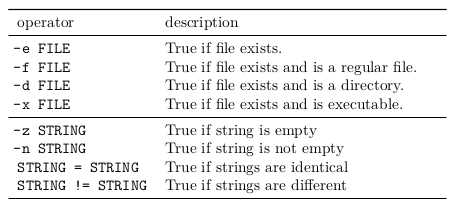 operator description
-e FILE True if file exists.
-f FILE True if file exists and is a regular file.
-d FILE True if file exists and is a directory.
-x FILE True if file exists and is executable.
-z STRING True if string is empty
-n STRING True if string is not empty
STRING = STRING True if strings are identical
STRING != STRING True if strings are different